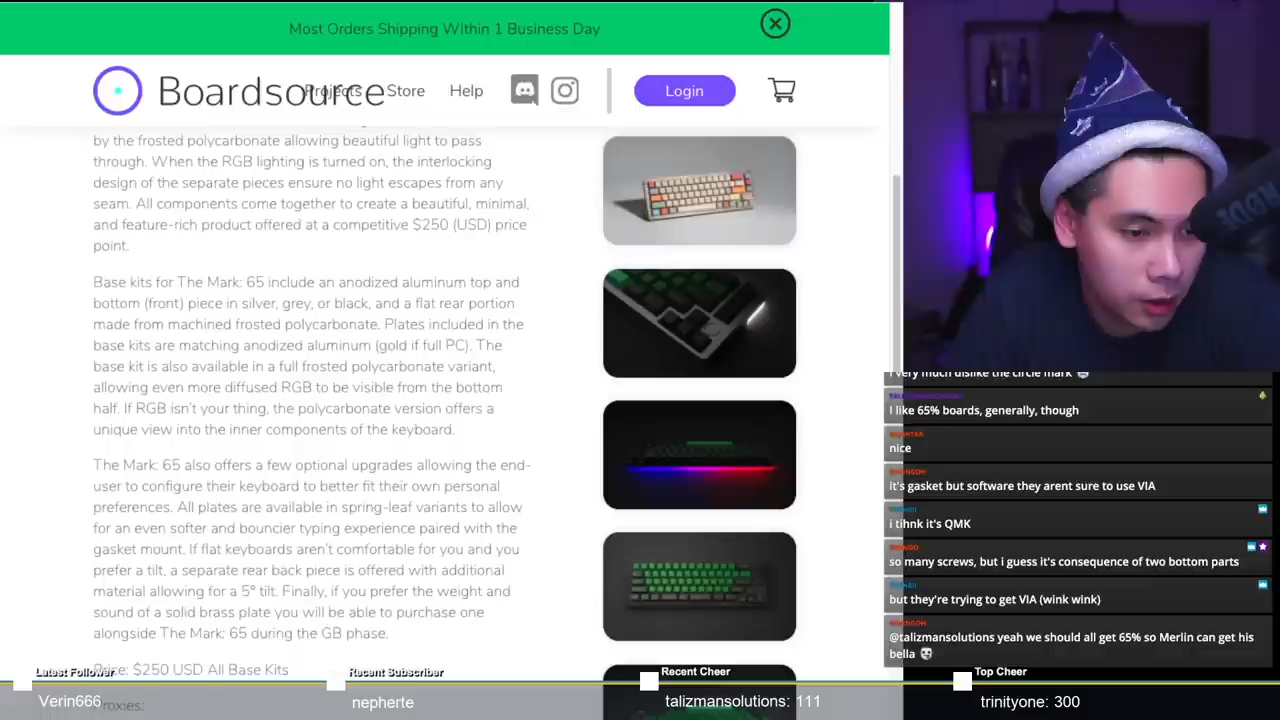 Most Orders Shipping WIthin 1 Business Day
Boardsource
Projects
Store
Help
Login
by the frosted polycarbonate allowing beautiful light to pass
through. When the RGB lighting is turned on, the interlocking
design of the separate pieces ensure no light escapes from any
seam. All components come together to create a beautiful, minimal,
and feature-rich product offered at a competitive $250 (USD) price
point.
Base kits for The Mark: 65 include an anodized aluminum top and
bottom (front) piece in silver, grey, or black, and a flat rear portion
made from machined frosted polycarbonate. Plates included in the
base kits are matching anodized aluminum (gold if full PC). The
base kit is also available in a full frosted polycarbonate variant,
allowing even more diffused RGB to be visible from the bottom
half. If RGB isn't your thing, the polycarbonate version offers a
unique view into the inner components of the keyboard.
The Mark: 65 also offers a few optional upgrades allowing the end-
user to configure their keyboard to better fit their own personal
preferences. All plates are available in spring-leaf variants to allow
for an even softer and bouncier typing experience paired with the
gasket mount. If flat keyboards aren't comfortable for you and you
prefer a tilt, a separate rear back piece is offered with additional
material allowing for a 5° tilt. Finally, if you prefer the weight and
sound of a solid brass plate you will be able to purchase one
alongside The Mark: 65 during the GB phase.
Price: $250 USD All Base Kits
Proxies:
i very much dislike the circle mark
I like 65% boards, generally, though
nice
it's gasket but software they arent sure to use VIA
i tihnk it's QMK
so many screws, but i guess it's consequence of two bottom parts
but they're trying to get VIA (wink wink)
@talizmansolutions yeah we should all get 65% so Merlin can get his
bella
Latest Follower
Verin666
Recent Subscriber
nepherte
Recent Cheer
talizmansolutions: 111
Top Cheer
trinityone: 300